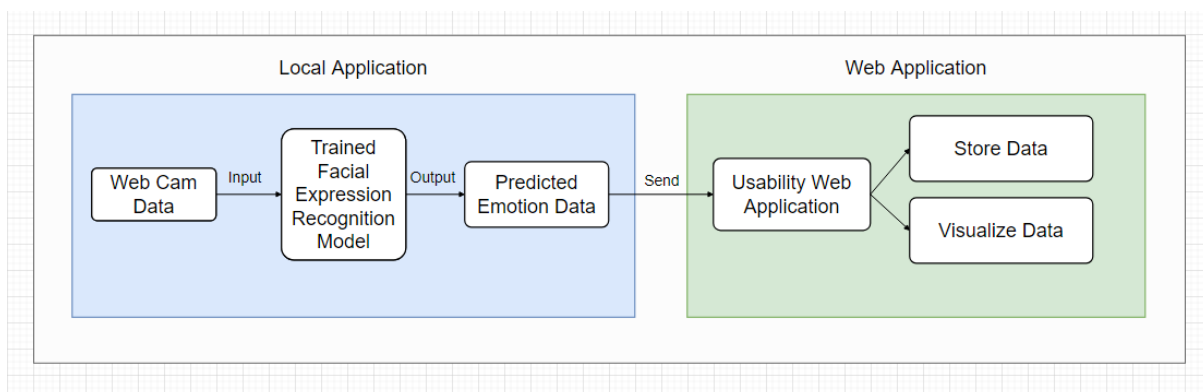 Local Application
Web Application
Web Cam
Data
Input
Trained
Facial
Expression
Recognition
Model
Output
Predicted
Emotion Data
Send
Usability Web
Application
Store Data
Visualize Data